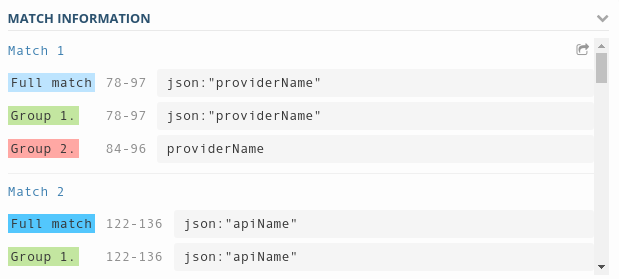 MATCH INFORMATION
Match 1
Full match 78-97 json:"providerName"
Group 1. 78-97 json:"providerName"
Group 2. 84-96 providerName
Match 2
Full match 122-136 json:"apiName"
Group 1. 122-136 json:"apiName"